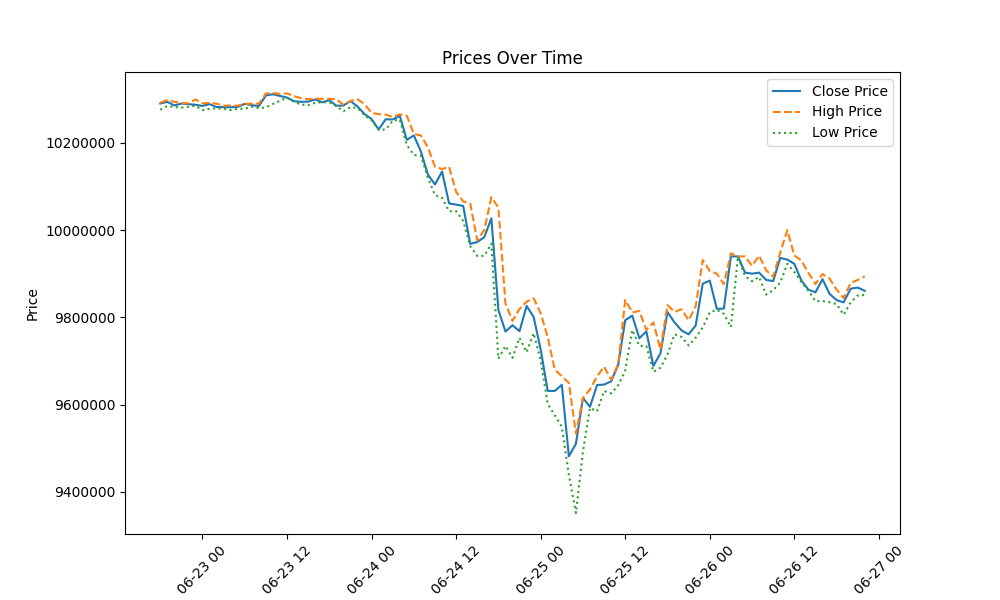 Prices Over Time
Close Price
High Price
Low Price
Price
10200000
10000000
9800000
9600000
9400000
06-23 00
06-23 12
06-24 00
06-24 12
06-25 00
06-25 12
06-26 00
06-26 12
06-27 00